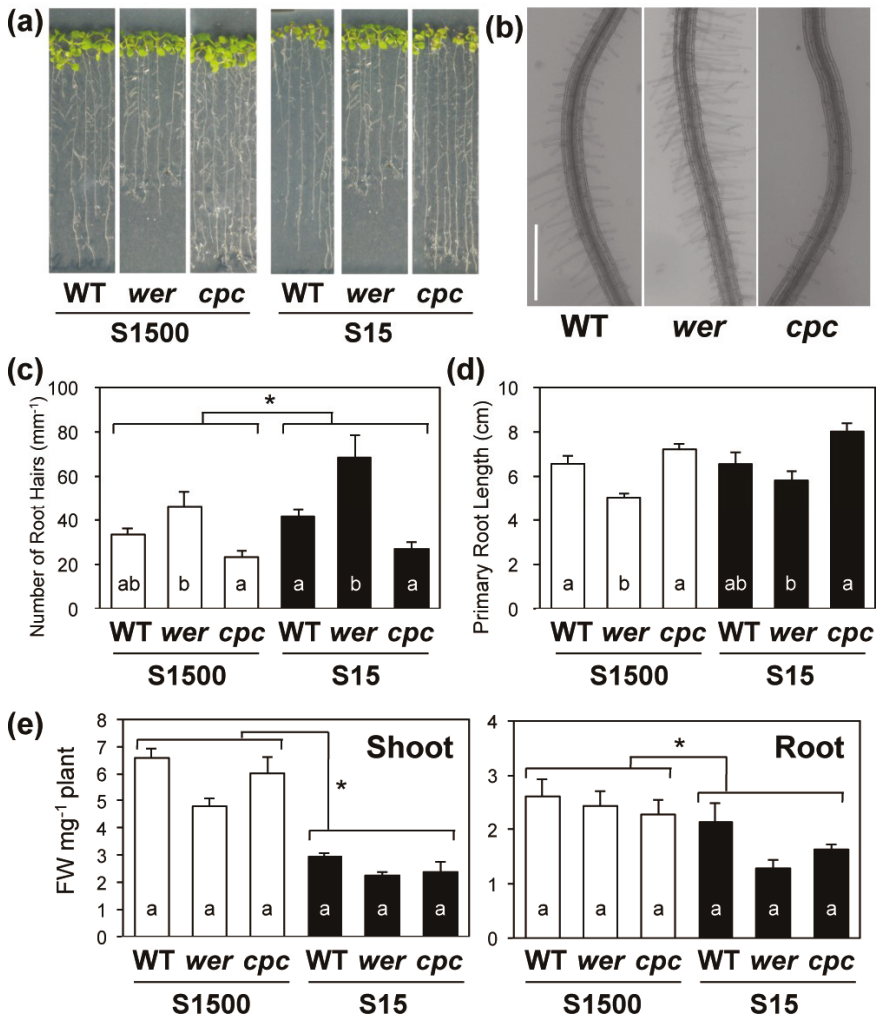 (a)
WT wer cpc WT wer cpc
S1500 S15
(b)
WT wer cpc
(c)
Number of Root Hairs (mm⁻¹)
100
80
60
40
20
0
*
ab b a a b a
WT wer cpc WT wer cpc
S1500 S15
(d)
Primary Root Length (cm)
10
8
6
4
2
0
a b a ab b a
WT wer cpc WT wer cpc
S1500 S15
(e)
FW mg⁻¹ plant
8
7
6
5
4
3
2
1
0
Shoot
*
a a a a a a
WT wer cpc WT wer cpc
S1500 S15
4
3
2
1
0
Root
*
a a a a a a
WT wer cpc WT wer cpc
S1500 S15